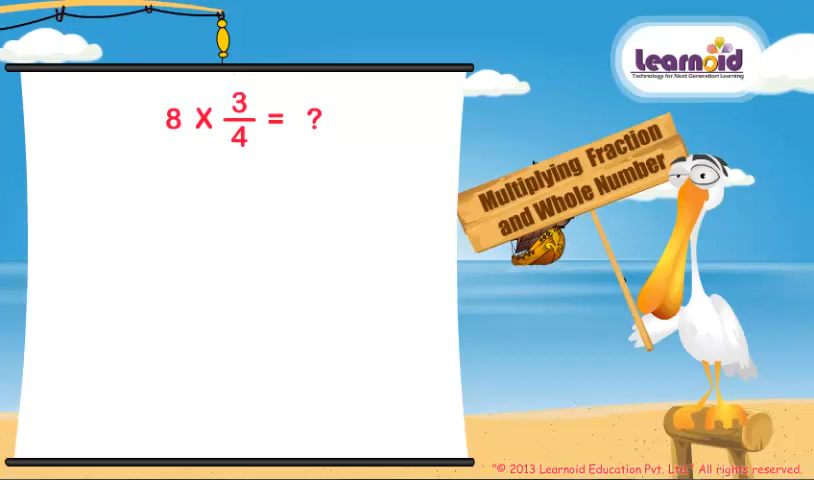 8 X 3/4 = ?
Learnoid
Technology for Next Generation Learning
Multiplying Fraction
and Whole Number
"© 2013 Learnoid Education Pvt. Ltd." All rights reserved.